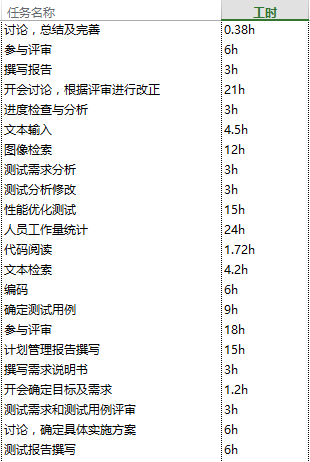 任务名称 工时
讨论，总结及完善 0.38h
参与评审 6h
撰写报告 3h
开会讨论，根据评审进行改正 21h
进度检查与分析 3h
文本输入 4.5h
图像检索 12h
测试需求分析 3h
测试分析修改 3h
性能优化测试 15h
人员工作量统计 24h
代码阅读 1.72h
文本检索 4.2h
编码 6h
确定测试用例 9h
参与评审 18h
计划管理报告撰写 15h
撰写需求说明书 3h
开会确定目标及需求 1.2h
测试需求和测试用例评审 3h
讨论，确定具体实施方案 6h
测试报告撰写 6h